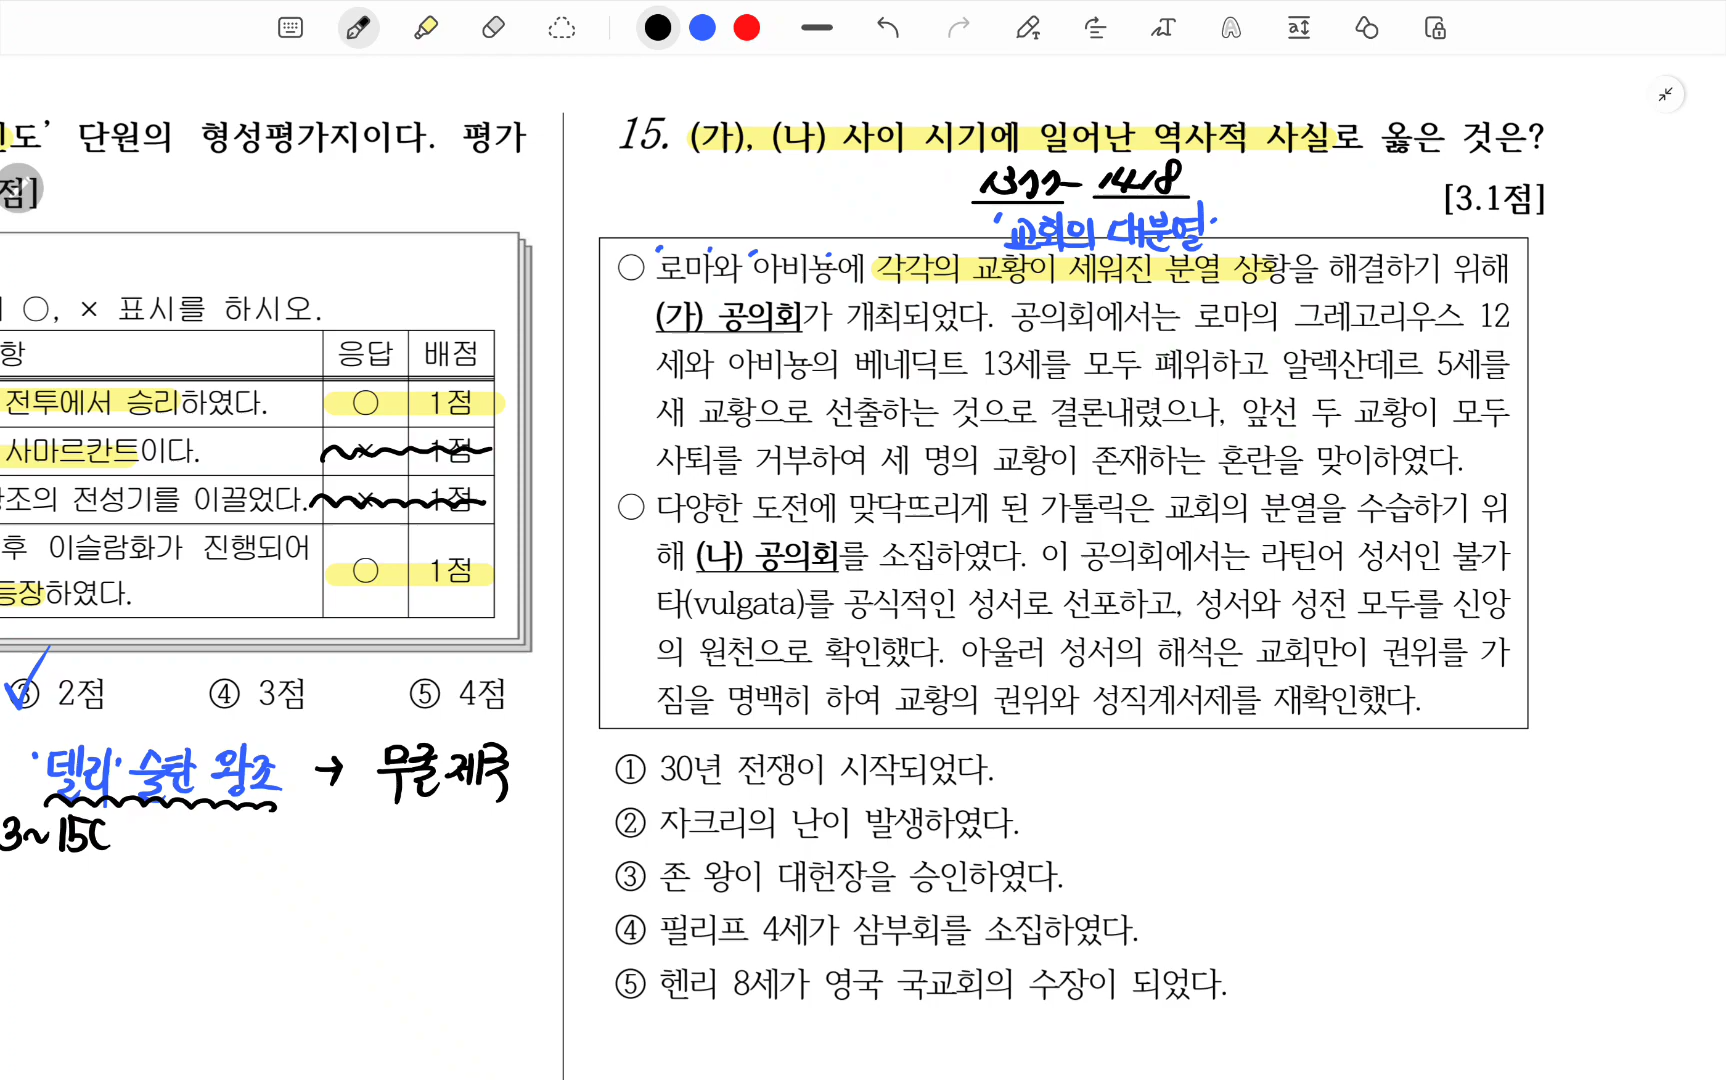 도’ 단원의 형성평가지이다. 평가
점]
○, × 표시를 하시오.
항 응답 배점
전투에서 승리하였다. ○ 1점
사마르칸트이다. × 1점
조의 전성기를 이끌었다. × 1점
후 이슬람화가 진행되어
등장하였다. ○ 1점
③ 2점 ④ 3점 ⑤ 4점
'델리' 술탄 왕조 → 무굴 제국
3~15C
15. (가), (나) 사이 시기에 일어난 역사적 사실로 옳은 것은?
1377-1418
[3.1점]
'교회의 대분열'
○ 로마와 아비뇽에 각각의 교황이 세워진 분열 상황을 해결하기 위해
(가) 공의회가 개최되었다. 공의회에서는 로마의 그레고리우스 12
세와 아비뇽의 베네딕트 13세를 모두 폐위하고 알렉산데르 5세를
새 교황으로 선출하는 것으로 결론내렸으나, 앞선 두 교황이 모두
사퇴를 거부하여 세 명의 교황이 존재하는 혼란을 맞이하였다.
○ 다양한 도전에 맞닥뜨리게 된 가톨릭은 교회의 분열을 수습하기 위
해 (나) 공의회를 소집하였다. 이 공의회에서는 라틴어 성서인 불가
타(vulgata)를 공식적인 성서로 선포하고, 성서와 성전 모두를 신앙
의 원천으로 확인했다. 아울러 성서의 해석은 교회만이 권위를 가
짐을 명백히 하여 교황의 권위와 성직계서제를 재확인했다.
① 30년 전쟁이 시작되었다.
② 자크리의 난이 발생하였다.
③ 존 왕이 대헌장을 승인하였다.
④ 필리프 4세가 삼부회를 소집하였다.
⑤ 헨리 8세가 영국 국교회의 수장이 되었다.